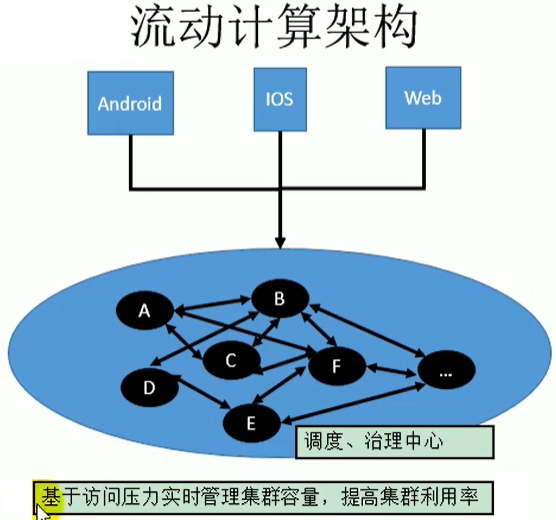 流动计算架构
Android
IOS
Web
A
B
C
F
...
D
E
调度、治理中心
基于访问压力实时管理集群容量，提高集群利用率